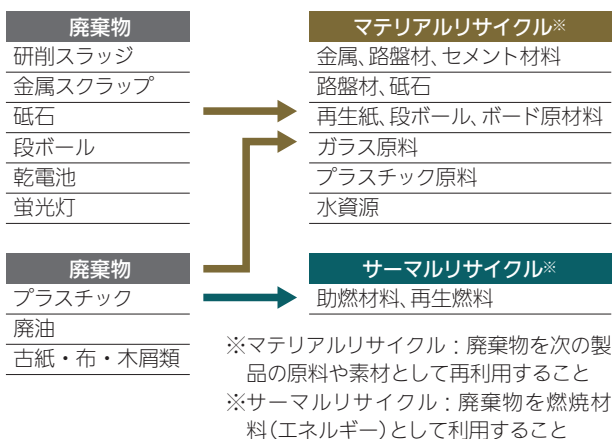 廃棄物
研削スラッジ
金属スクラップ
砥石
段ボール
乾電池
蛍光灯
マテリアルリサイクル※
金属、路盤材、セメント材料
路盤材、砥石
再生紙、段ボール、ボード原材料
ガラス原料
プラスチック原料
水資源
廃棄物
プラスチック
廃油
古紙・布・木屑類
サーマルリサイクル※
助燃材料、再生燃料
※マテリアルリサイクル：廃棄物を次の製
品の原料や素材として再利用すること
※サーマルリサイクル：廃棄物を燃焼材
料(エネルギー)として利用すること